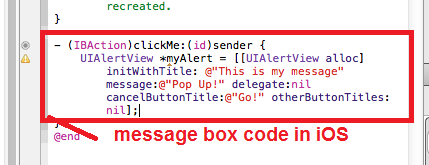 recreated.
}
- (IBAction)clickMe:(id)sender {
UIAlertView *myAlert = [[UIAlertView alloc]
initWithTitle: @"This is my message"
message:@"Pop Up!" delegate:nil
cancelButtonTitle:@"Go!" otherButtonTitles:
nil];
}
@end
message box code in iOS